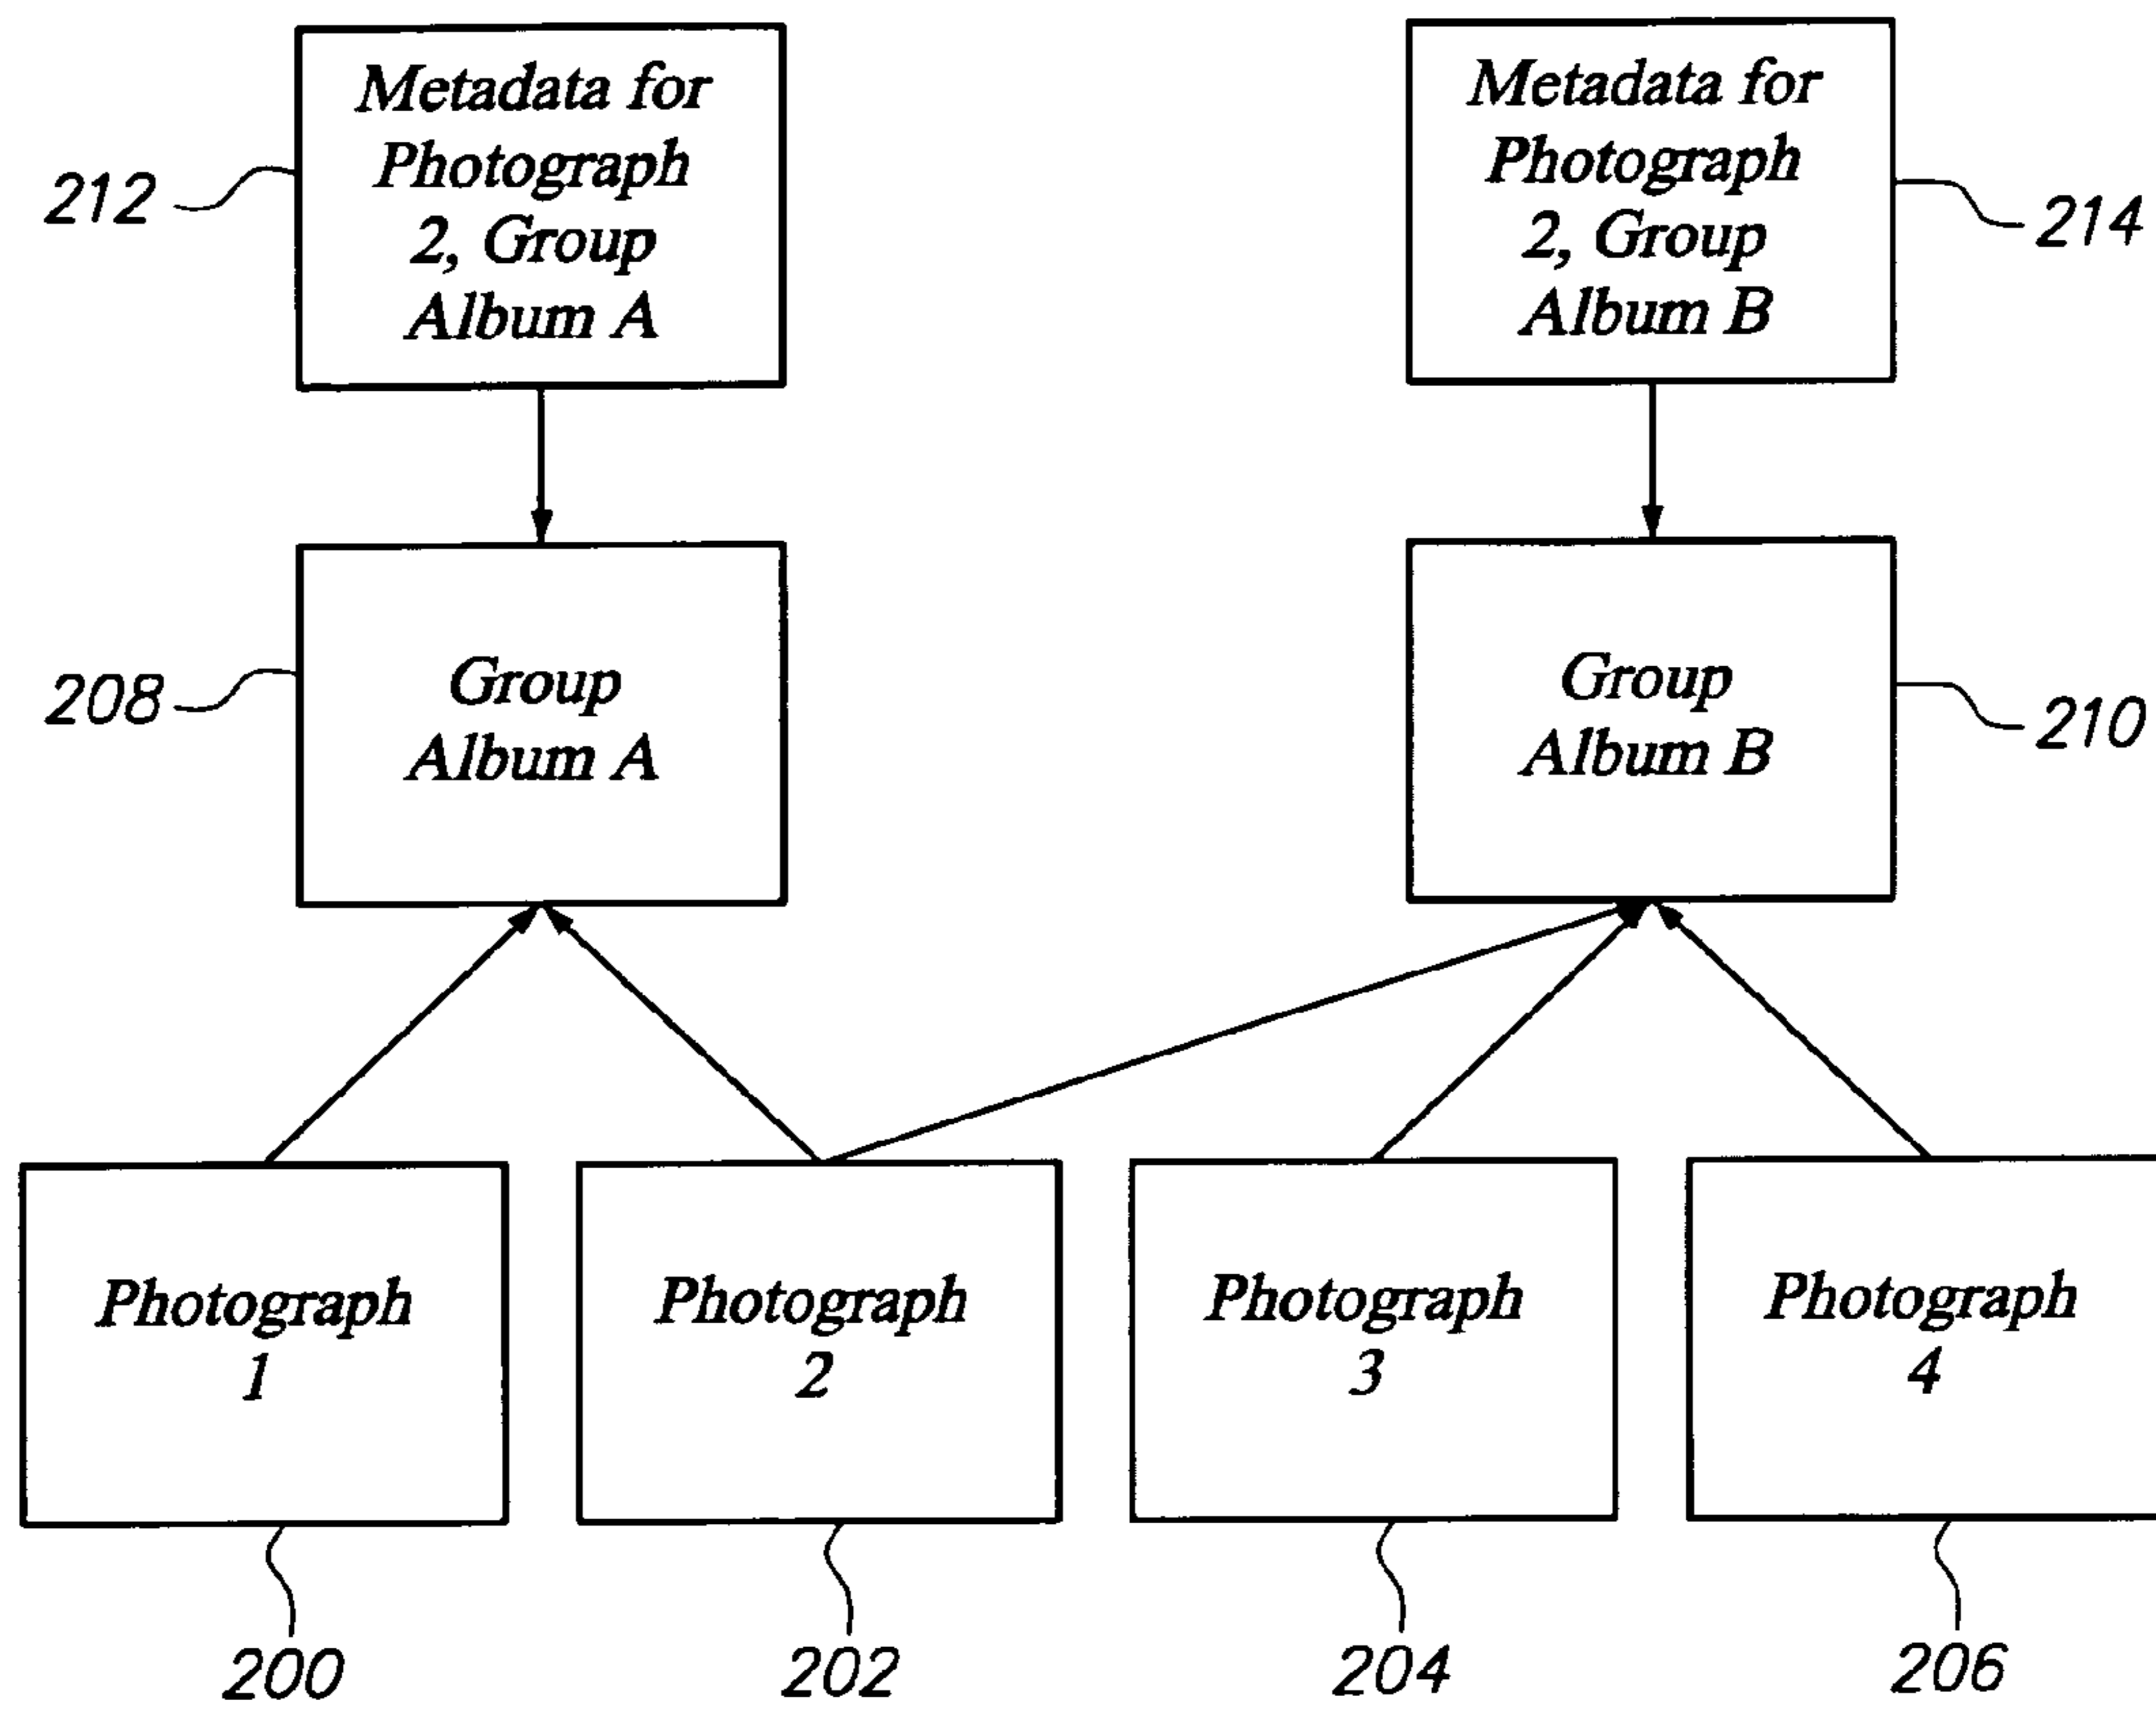 Metadata for
Photograph
2, Group
Album A
212
Metadata for
Photograph
2, Group
Album B
214
Group
Album A
208
Group
Album B
210
Photograph
1
Photograph
2
Photograph
3
Photograph
4
200
202
204
206